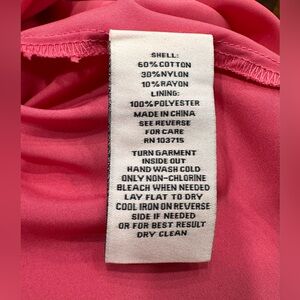 SHELL:
60%COTTON
30%NYLON
10%RAYON
LINING:
100%POLYESTER
MADE IN CHINA
SEE REVERSE
FOR CARE
RN 103715
TURN GARMENT
INSIDE OUT
HAND WASH COLD
ONLY NON-CHLORINE
BLEACH WHEN NEEDED
LAY FLAT TO DRY
COOL IRON ON REVERSE
SIDE IF NEEDED
OR FOR BEST RESULT
DRY CLEAN